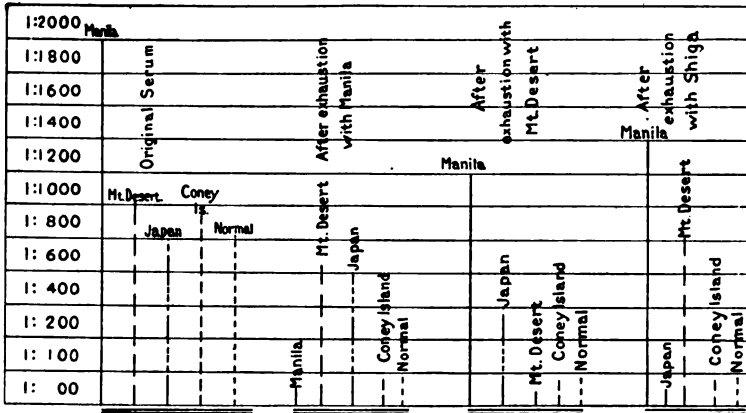 1:2000
1:1800
1:1600
1:1400
1:1200
1:1000
1: 800
1: 600
1: 400
1: 200
1: 100
1: 00
Manila
Original Serum
Mt.Desert.
Japan
Coney
Is.
Normal
After exhaustion
with Manila
Manila
Mt. Desert
Japan
Coney Island
Normal
After
exhaustion with
Mt. Desert
Manila
Japan
Mt. Desert
Coney Island
Normal
After
exhaustion
with Shiga
Manila
Japan
Mt. Desert
Coney Island
Normal